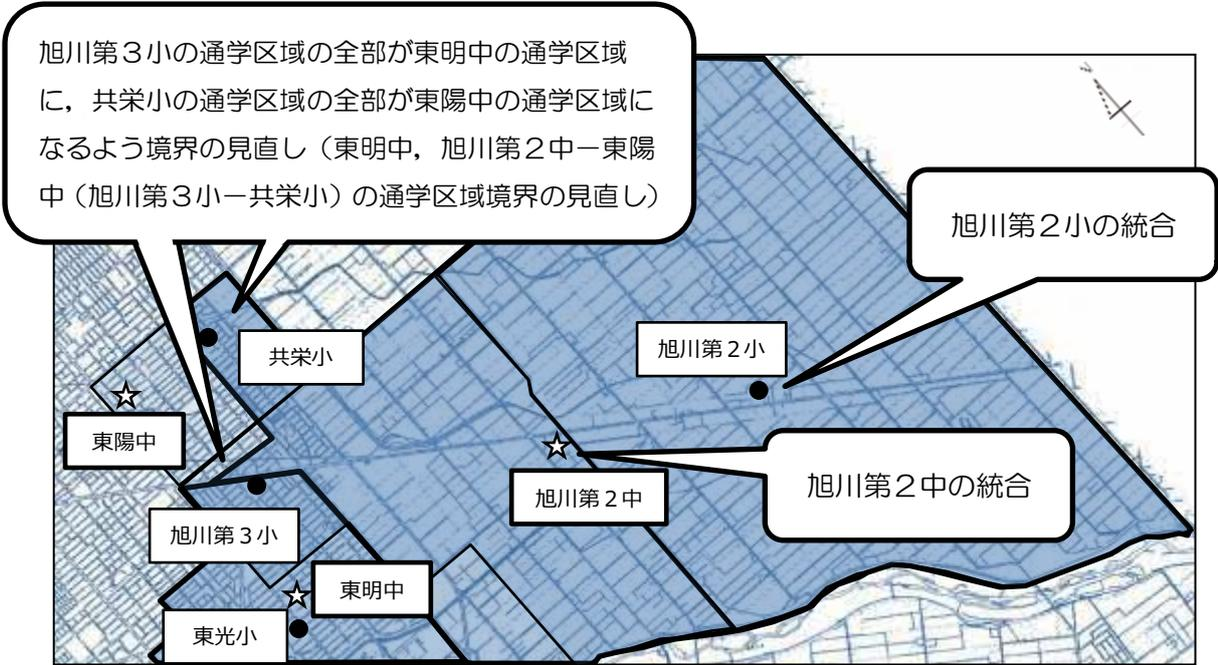 旭川第３小の通学区域の全部が東明中の通学区域
に，共栄小の通学区域の全部が東陽中の通学区域に
なるよう境界の見直し（東明中，旭川第２中－東陽
中（旭川第３小－共栄小）の通学区域境界の見直し）
旭川第２小の統合
共栄小
旭川第２小
東陽中
旭川第２中
旭川第２中の統合
旭川第３小
東明中
東光小